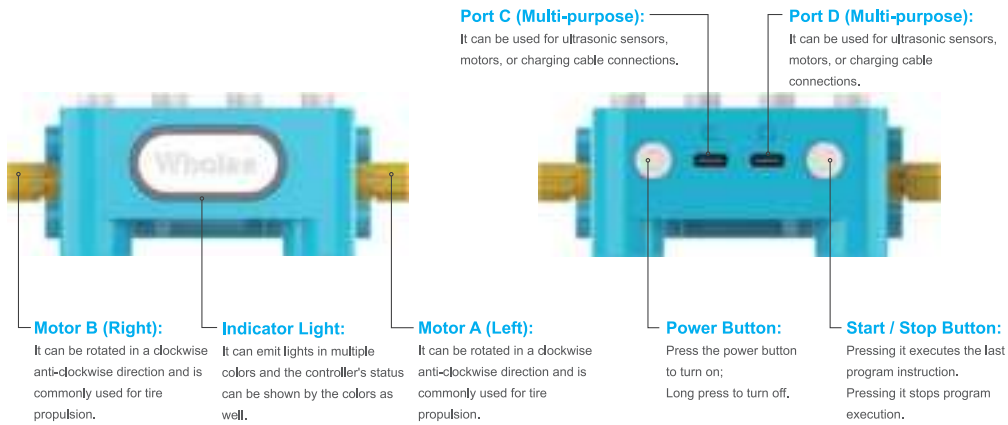 Port C (Multi-purpose):
It can be used for ultrasonic sensors,
motors, or charging cable connections.
Port D (Multi-purpose):
It can be used for ultrasonic sensors,
motors, or charging cable
connections.
Whalee
C
D
Motor B (Right):
It can be rotated in a clockwise
anti-clockwise direction and is
commonly used for tire
propulsion.
Indicator Light:
It can emit lights in multiple
colors and the controller's status
can be shown by the colors as
well.
Motor A (Left):
It can be rotated in a clockwise
anti-clockwise direction and is
commonly used for tire
propulsion.
Power Button:
Press the power button
to turn on;
Long press to turn off.
Start / Stop Button:
Pressing it executes the last
program instruction.
Pressing it stops program
execution.